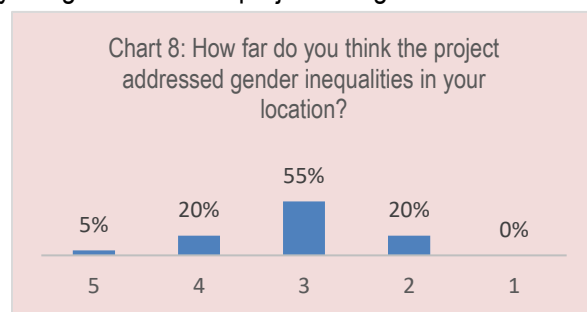 Chart 8: How far do you think the project
addressed gender inequalities in your
location?
55%
20%
20%
5%
0%
5 4 3 2 1